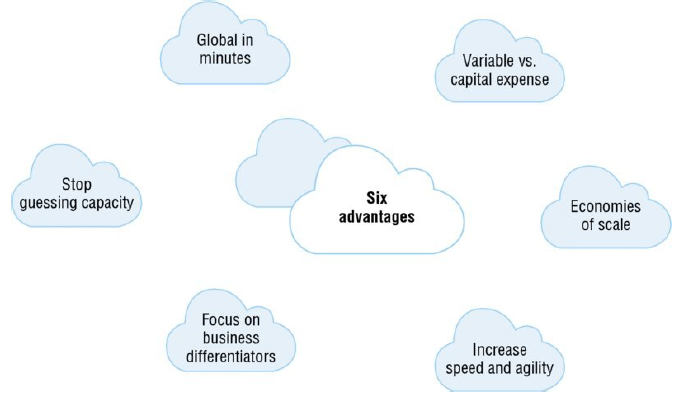 Global in
minutes
Variable vs.
capital expense
Stop
guessing capacity
Six
advantages
Economies
of scale
Focus on
business
differentiators
Increase
speed and agility